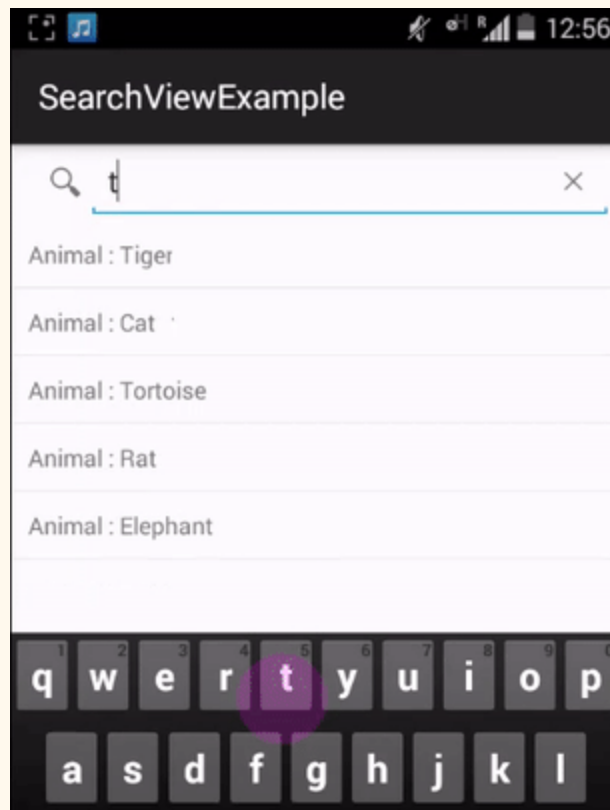 12:56
SearchViewExample
t
Animal : Tiger
Animal : Cat
Animal : Tortoise
Animal : Rat
Animal : Elephant
1 2 3 4 5 6 7 8 9 0
q w e r t y u i o p
a s d f g h j k l